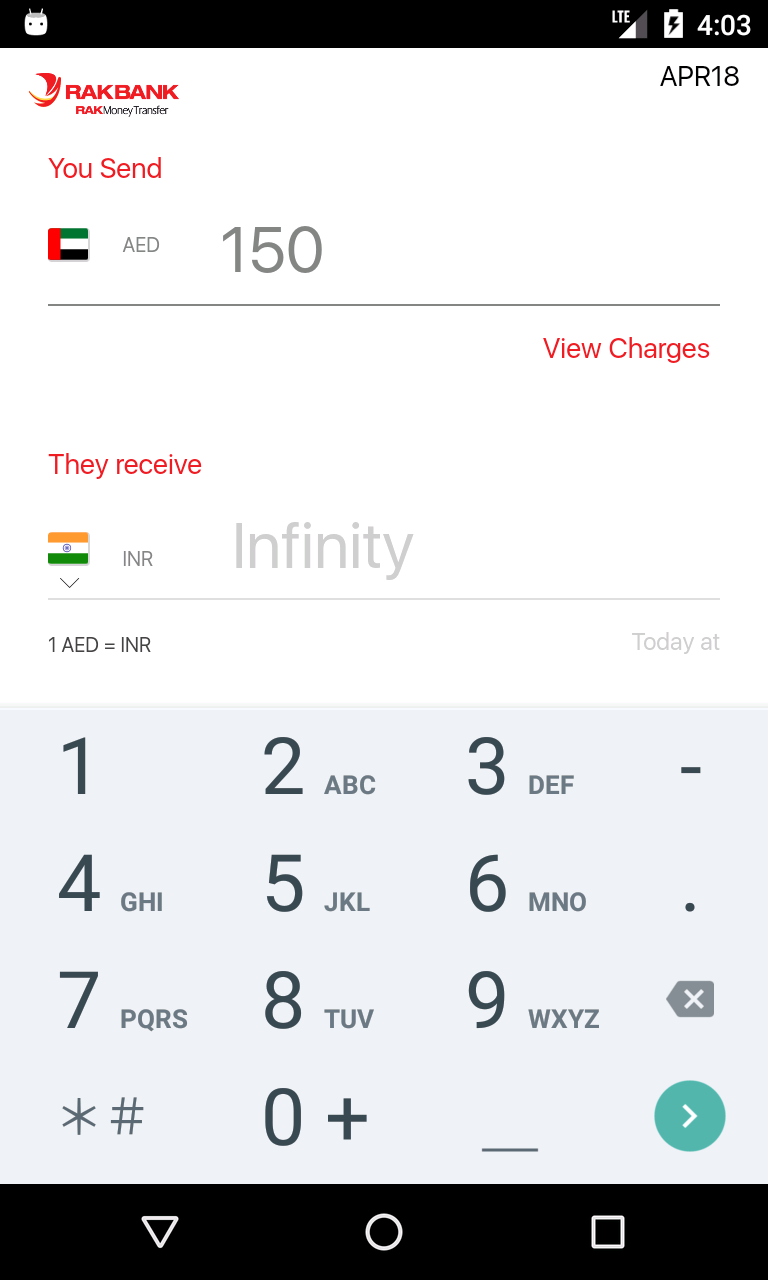 LTE 4:03
RAKBANK
RAKMoneyTransfer
APR18
You Send
AED 150
View Charges
They receive
INR Infinity
1 AED = INR Today at
1 2 ABC 3 DEF -
4 GHI 5 JKL 6 MNO .
7 PQRS 8 TUV 9 WXYZ
* # 0 + _